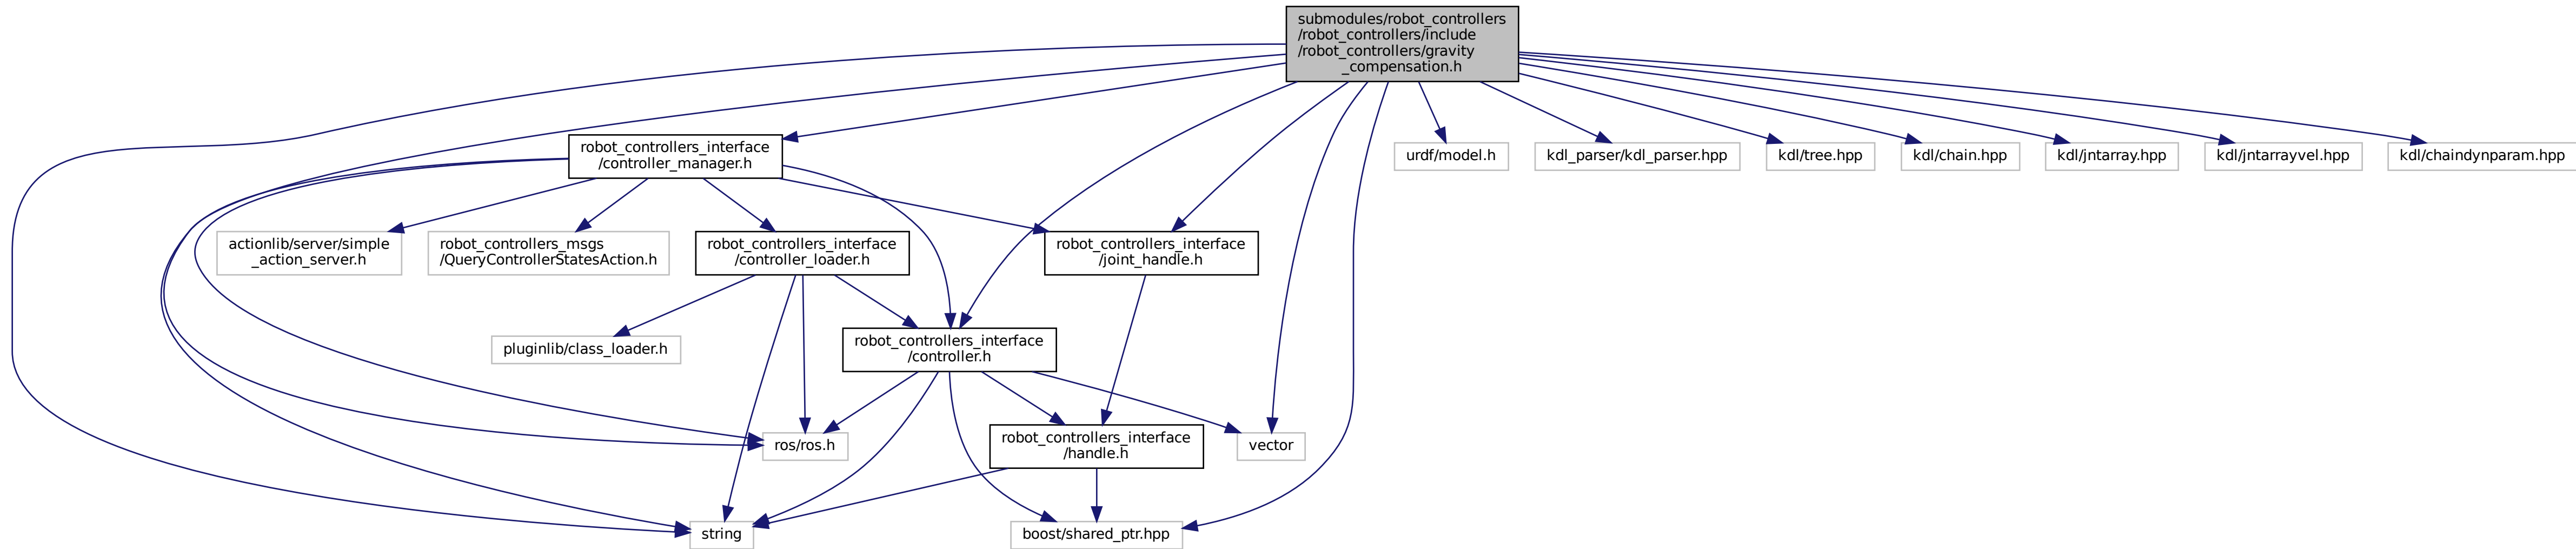 submodules/robot_controllers
/robot_controllers/include
/robot_controllers/gravity
_compensation.h
robot_controllers_interface
/controller_manager.h
urdf/model.h
kdl_parser/kdl_parser.hpp
kdl/tree.hpp
kdl/chain.hpp
kdl/jntarray.hpp
kdl/jntarrayvel.hpp
kdl/chaindynparam.hpp
actionlib/server/simple
_action_server.h
robot_controllers_msgs
/QueryControllerStatesAction.h
robot_controllers_interface
/controller_loader.h
robot_controllers_interface
/joint_handle.h
pluginlib/class_loader.h
robot_controllers_interface
/controller.h
ros/ros.h
robot_controllers_interface
/handle.h
vector
string
boost/shared_ptr.hpp